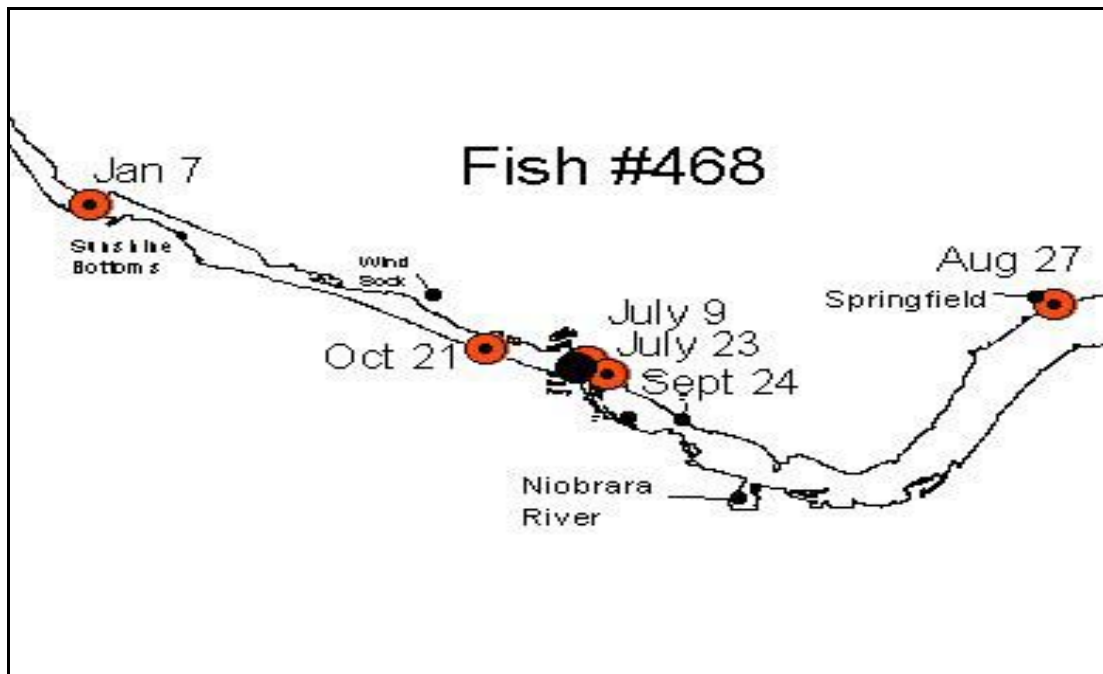 Fish #468
Jan 7
Sunshine
Bottoms
Wind
Sock
Aug 27
Springfield
July 9
July 23
Sept 24
Oct 21
Niobrara
River